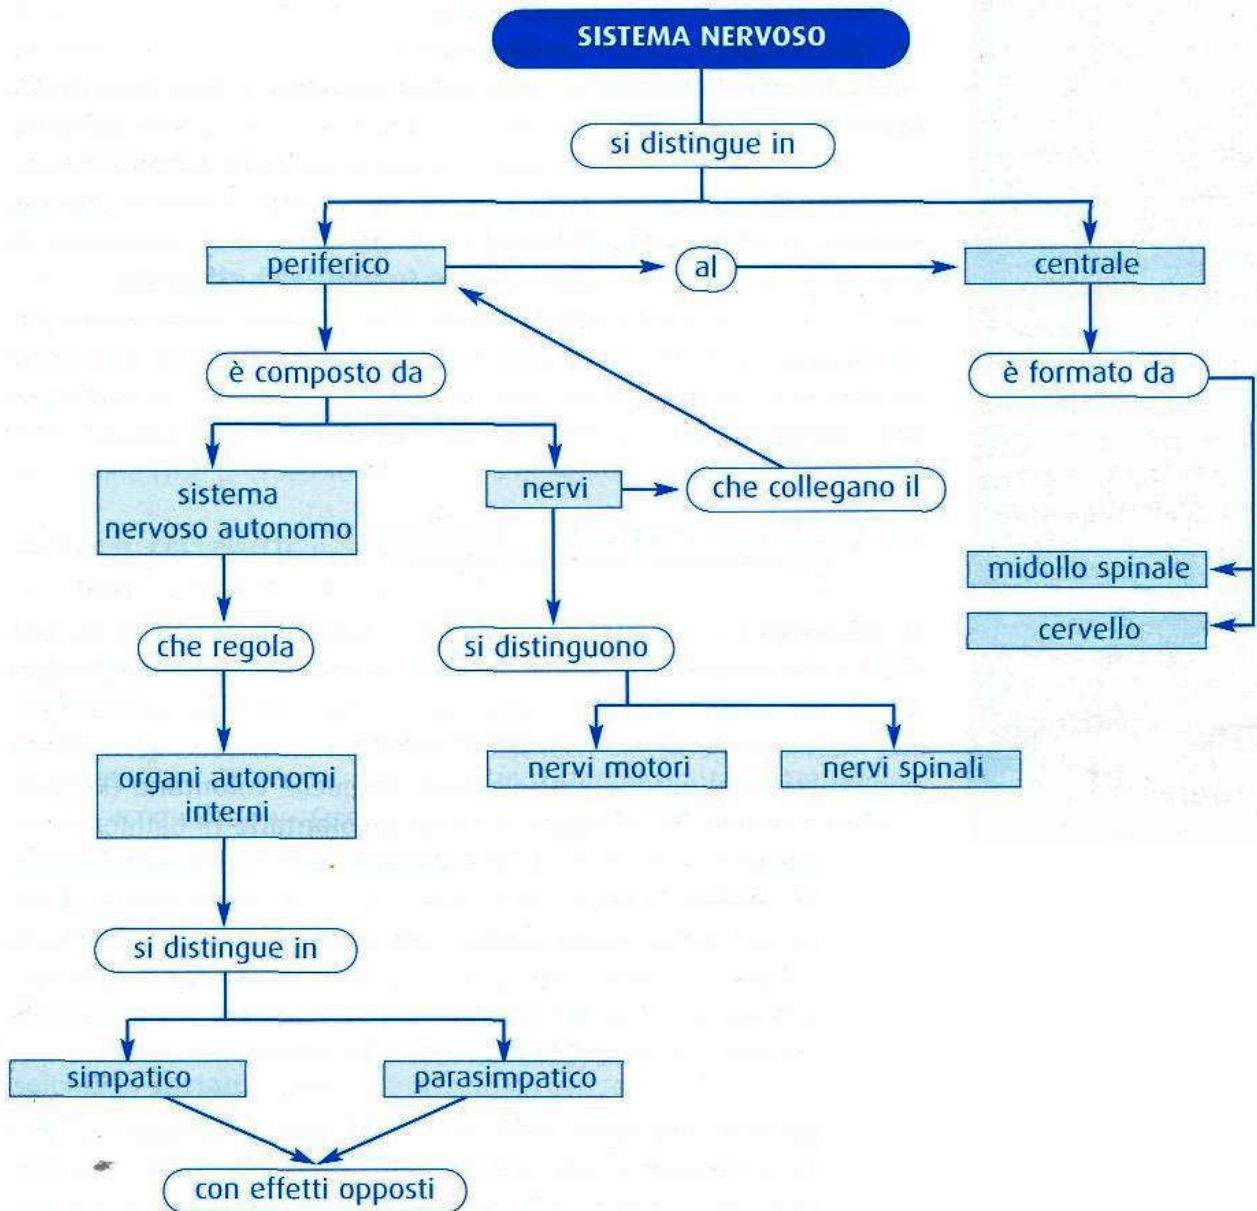 SISTEMA NERVOSO
si distingue in
periferico
al
centrale
è composto da
è formato da
sistema
nervoso autonomo
nervi
che collegano il
midollo spinale
cervello
che regola
si distinguono
organi autonomi
interni
nervi motori
nervi spinali
si distingue in
simpatico
parasimpatico
con effetti opposti